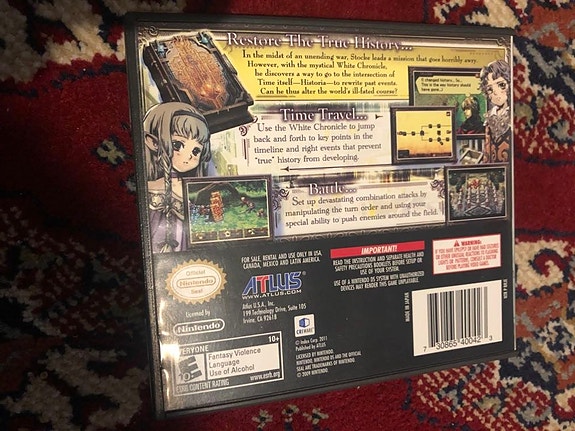 Restore The True History...
In the midst of an unending war, Stocke leads a mission that goes horribly awry.
However, with the mystical White Chronicle,
he discovers a way to go to the intersection of
Time itself—Historia—to rewrite past events.
Can he thus alter the world's ill-fated course?
Time Travel...
Use the White Chronicle to jump
back and forth to key points in the
timeline and right events that prevent
"true" history from developing.
Battle...
Set up devastating combination attacks by
manipulating the turn order and using your
special ability to push enemies around the field.
Official
Nintendo
Seal
Licensed by
Nintendo
FOR SALE, RENTAL AND USE ONLY IN USA,
CANADA, MEXICO AND LATIN AMERICA.
ATLUS
WWW.ATLUS.COM
Atlus U.S.A., Inc.
199 Technology Drive, Suite 105
Irvine, CA 92618
IMPORTANT!
READ THE INSTRUCTION AND SEPARATE HEALTH AND
SAFETY PRECAUTIONS BOOKLETS BEFORE SETUP OR
USE OF YOUR SYSTEM.
USE OF A NINTENDO DS SYSTEM WITH UNAUTHORIZED
DEVICES MAY RENDER THIS GAME UNPLAYABLE.
WARNING:
CRIWARE
© Index Corp. 2011
Published by ATLUS
LICENSED BY NINTENDO.
NINTENDO, NINTENDO DS AND THE OFFICIAL
SEAL ARE TRADEMARKS OF NINTENDO.
© 2009 NINTENDO.
MADE IN JAPAN
7 30865 40042
EVERYONE 10+
Fantasy Violence
Language
Use of Alcohol
ESRB CONTENT RATING www.esrb.org